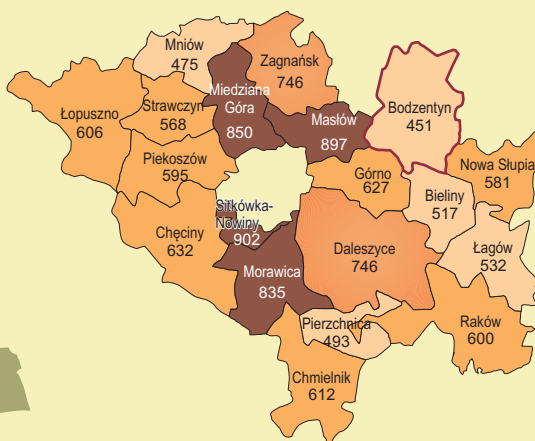 Mniów
475
Zagnańsk
746
Miedziana
Góra
850
Łopuszno
606
Strawczyn
568
Masłów
897
Bodzentyn
451
Piekoszów
595
Górno
627
Nowa Słupia
581
Bieliny
517
Sitkówka-
Nowiny
902
Chęciny
632
Daleszyce
746
Łagów
532
Morawica
835
Pierzchnica
493
Raków
600
Chmielnik
612